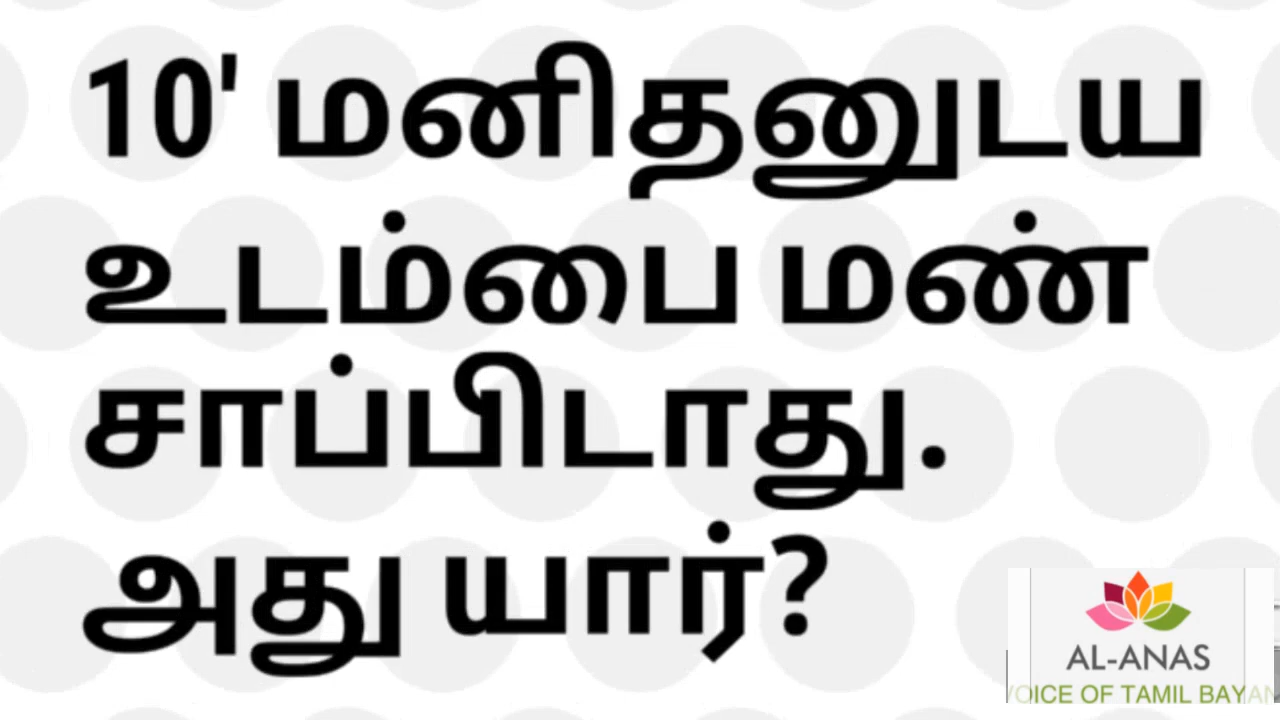 10' மனிதனுடய
உடம்பை மண்
சாப்பிடாது.
அது யார்?
AL-ANAS
VOICE OF TAMIL BAYAN